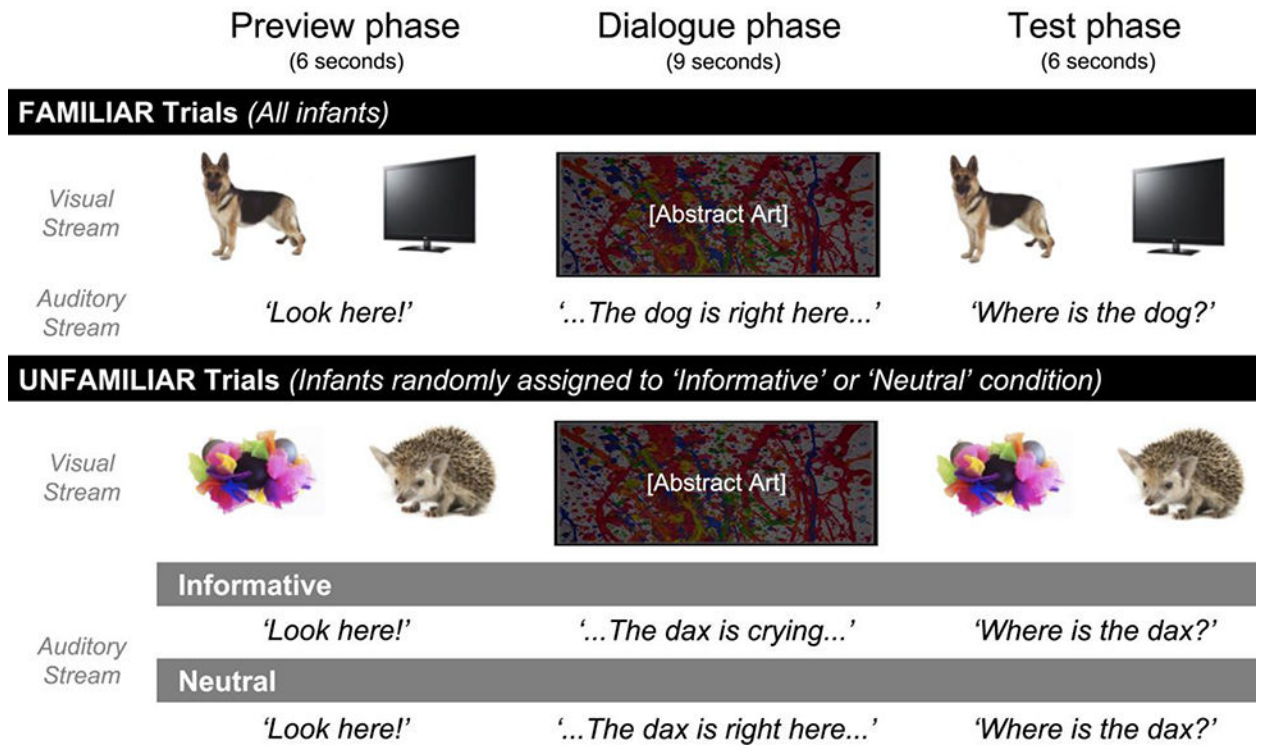 Preview phase Dialogue phase Test phase
(6 seconds) (9 seconds) (6 seconds)
FAMILIAR Trials (All infants)
Visual
Stream
[Abstract Art]
Auditory
Stream
‘Look here!’ ‘...The dog is right here...’ ‘Where is the dog?’
UNFAMILIAR Trials (Infants randomly assigned to ‘Informative’ or ‘Neutral’ condition)
Visual
Stream
[Abstract Art]
Informative
‘Look here!’ ‘...The dax is crying...’ ‘Where is the dax?’
Auditory
Stream
Neutral
‘Look here!’ ‘...The dax is right here...’ ‘Where is the dax?’